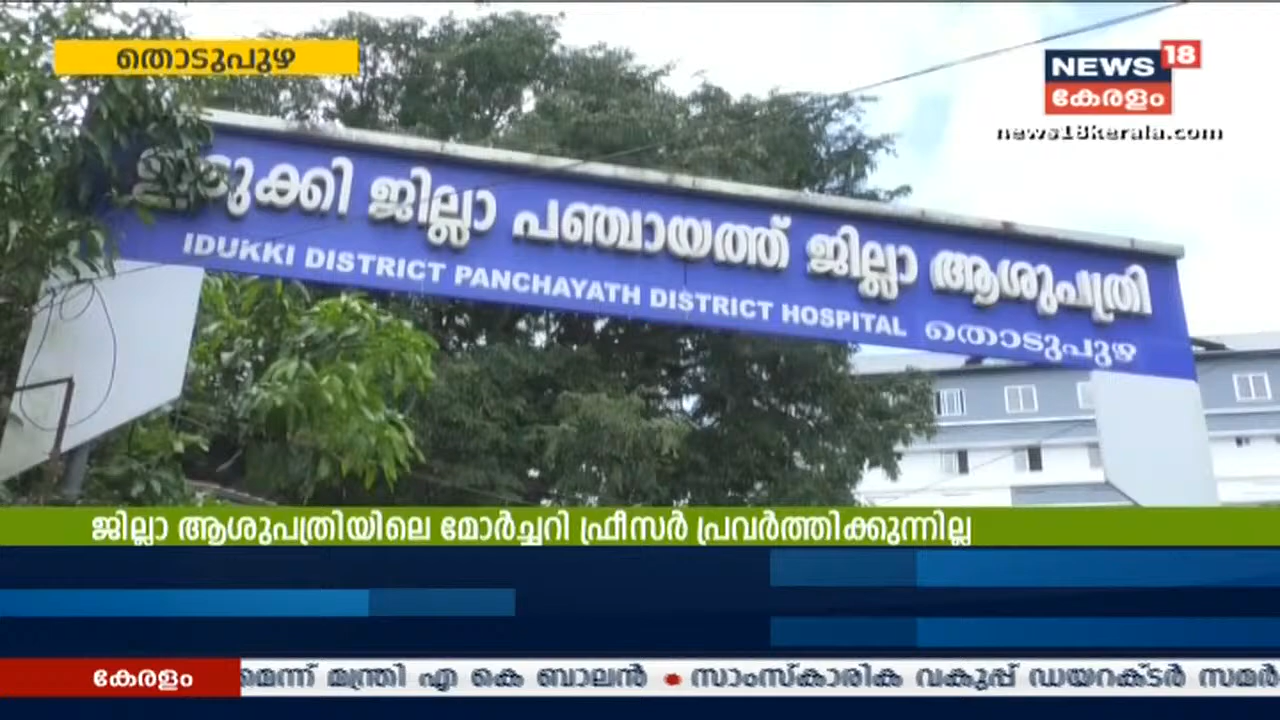 തൊടുപുഴ
NEWS 18
കേരളം
news18kerala.com
ഇടുക്കി ജില്ലാ പഞ്ചായത്ത് ജില്ലാ ആശുപത്രി
IDUKKI DISTRICT PANCHAYATH DISTRICT HOSPITAL തൊടുപുഴ
ജില്ലാ ആശുപത്രിയിലെ മോർച്ചറി ഫ്രീസർ പ്രവർത്തിക്കുന്നില്ല
കേരളം മെന്ന് മന്ത്രി എ കെ ബാലൻ • സാംസ്കാരിക വകുപ്പ് ഡയറക്ടർ സമർ